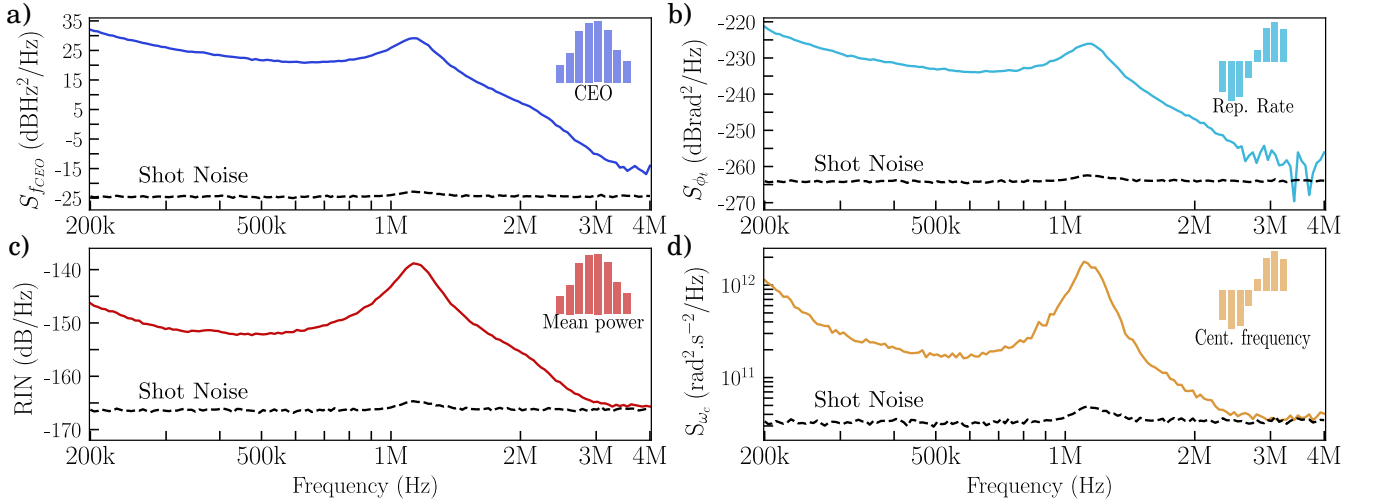 a)
S_{f_{CEO}} (dBHz²/Hz)
35
25
15
5
-5
-15
-25
CEO
Shot Noise
200k 500k 1M 2M 3M 4M
b)
S_{ϕ_t} (dBrad²/Hz)
-220
-230
-240
-250
-260
-270
Rep. Rate
Shot Noise
200k 500k 1M 2M 3M 4M
c)
RIN (dB/Hz)
-140
-150
-160
-170
Mean power
Shot Noise
200k 500k 1M 2M 3M 4M
Frequency (Hz)
d)
S_{ω_c} (rad².s⁻²/Hz)
10¹²
10¹¹
Cent. frequency
Shot Noise
200k 500k 1M 2M 3M 4M
Frequency (Hz)